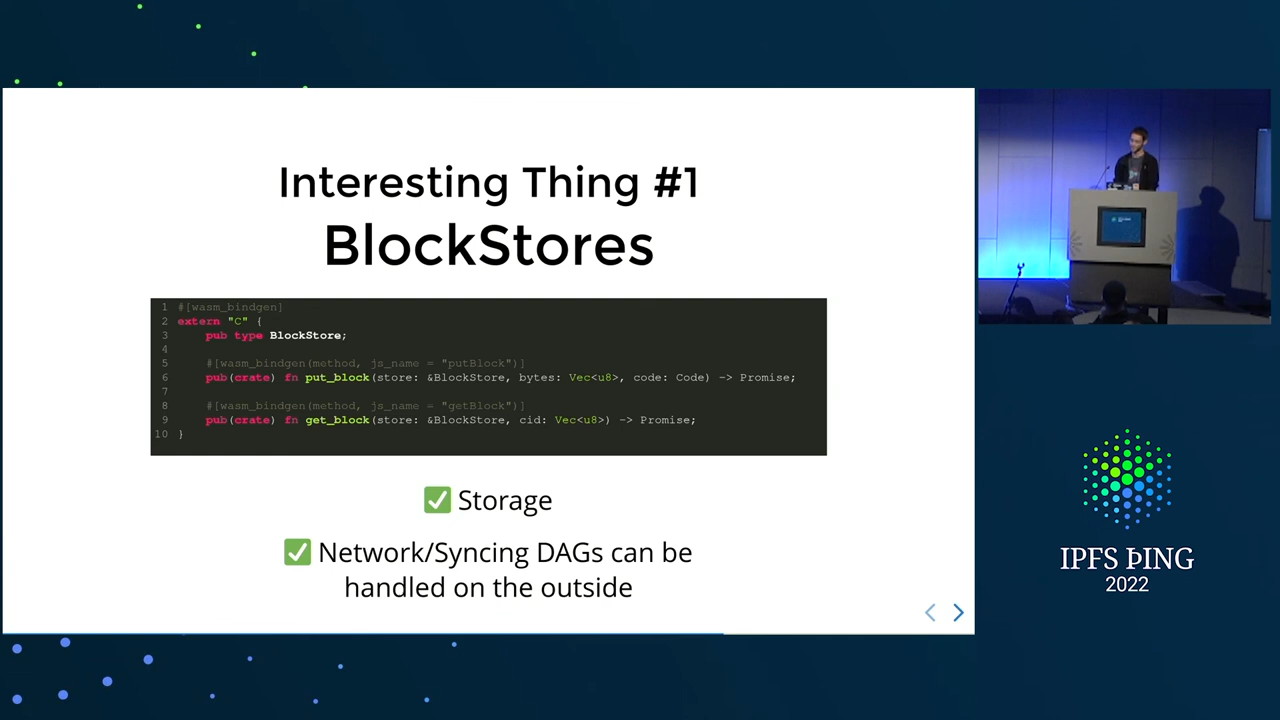 Interesting Thing #1
BlockStores
1 #[wasm_bindgen]
2 extern "C" {
3 pub type BlockStore;
4
5 #[wasm_bindgen(method, js_name = "putBlock")]
6 pub(crate) fn put_block(store: &BlockStore, bytes: Vec<u8>, code: Code) -> Promise;
7
8 #[wasm_bindgen(method, js_name = "getBlock")]
9 pub(crate) fn get_block(store: &BlockStore, cid: Vec<u8>) -> Promise;
10 }
✅ Storage
✅ Network/Syncing DAGs can be
handled on the outside
IPFS ÞING
2022